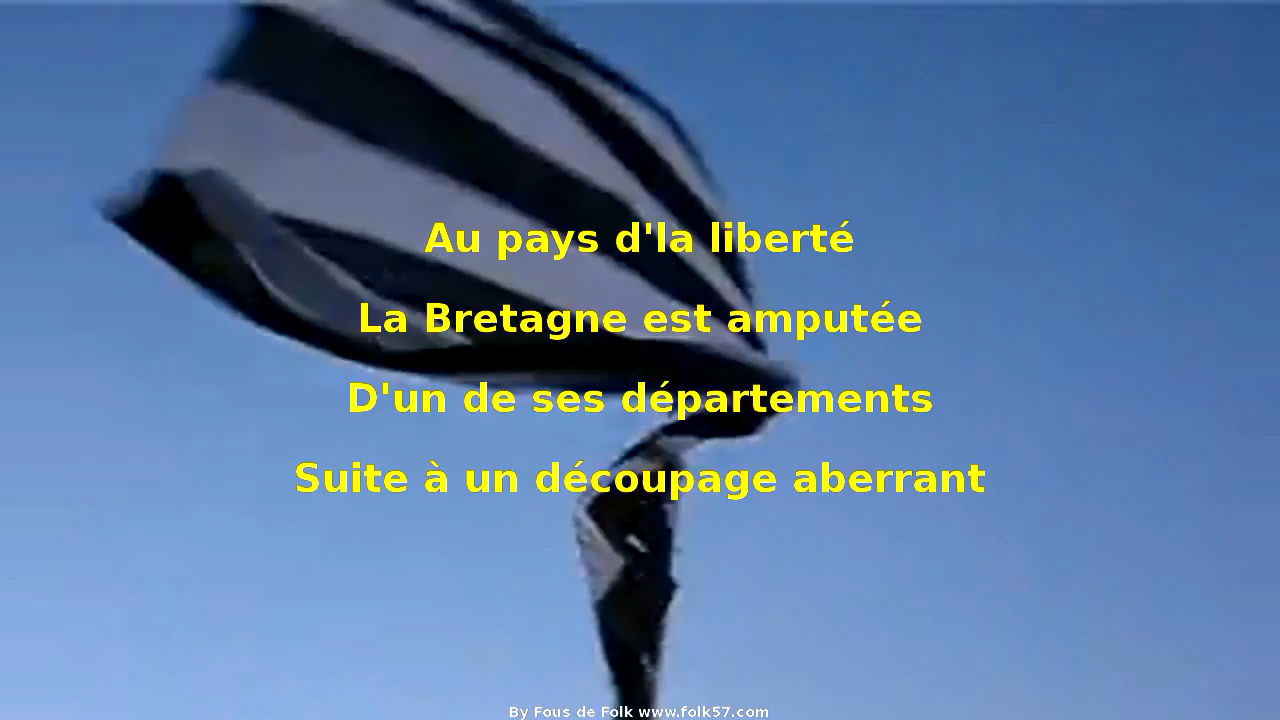 Au pays d'la liberté
La Bretagne est amputée
D'un de ses départements
Suite à un découpage aberrant
By Fous de Folk www.folk57.com